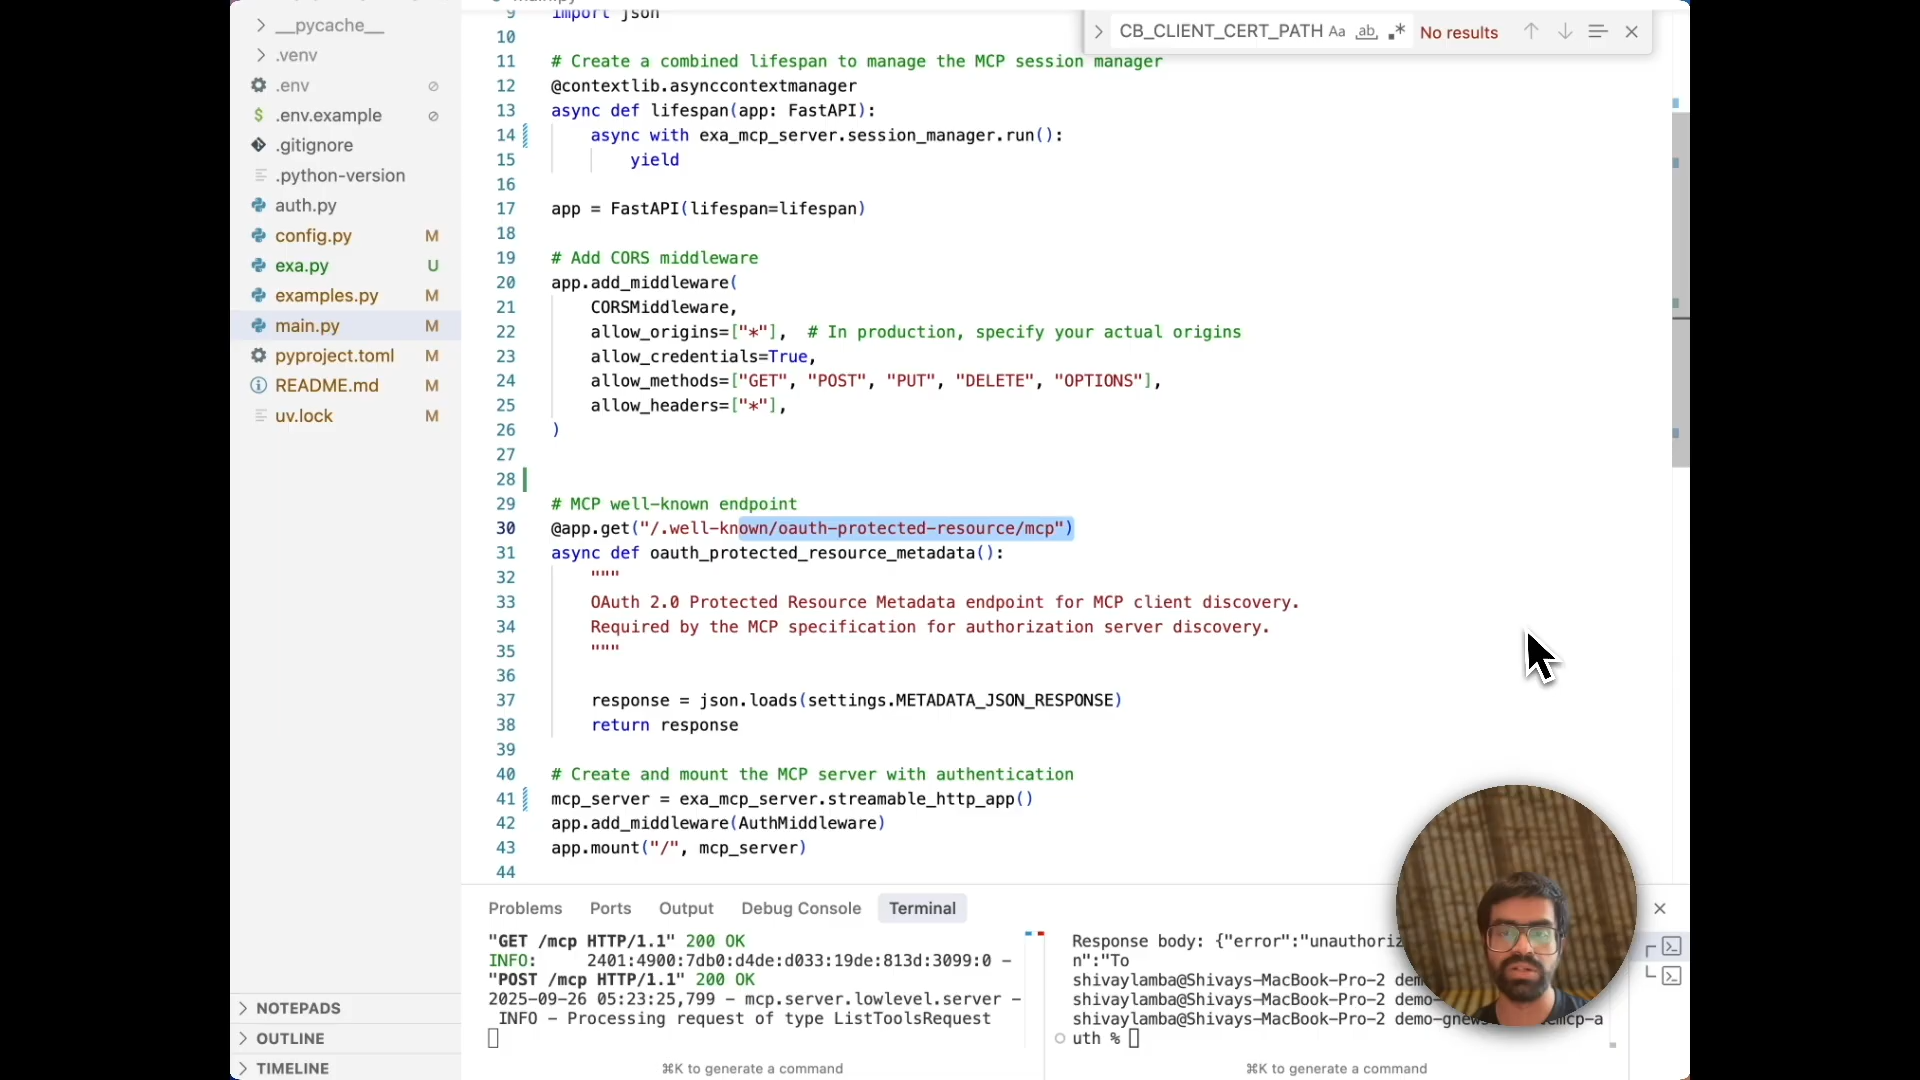 __pycache__
.venv
.env
.env.example
.gitignore
.python-version
auth.py
config.py M
exa.py U
examples.py M
main.py M
pyproject.toml M
README.md M
uv.lock M
NOTEPADS
OUTLINE
TIMELINE
CB_CLIENT_CERT_PATH Aa ab .* No results
9 import json
10
11 # Create a combined lifespan to manage the MCP session manager
12 @contextlib.asynccontextmanager
13 async def lifespan(app: FastAPI):
14 async with exa_mcp_server.session_manager.run():
15 yield
16
17 app = FastAPI(lifespan=lifespan)
18
19 # Add CORS middleware
20 app.add_middleware(
21 CORSMiddleware,
22 allow_origins=["*"], # In production, specify your actual origins
23 allow_credentials=True,
24 allow_methods=["GET", "POST", "PUT", "DELETE", "OPTIONS"],
25 allow_headers=["*"],
26 )
27
28
29 # MCP well-known endpoint
30 @app.get("/.well-known/oauth-protected-resource/mcp")
31 async def oauth_protected_resource_metadata():
32 """
33 OAuth 2.0 Protected Resource Metadata endpoint for MCP client discovery.
34 Required by the MCP specification for authorization server discovery.
35 """
36
37 response = json.loads(settings.METADATA_JSON_RESPONSE)
38 return response
39
40 # Create and mount the MCP server with authentication
41 mcp_server = exa_mcp_server.streamable_http_app()
42 app.add_middleware(AuthMiddleware)
43 app.mount("/", mcp_server)
44
Problems Ports Output Debug Console Terminal
"GET /mcp HTTP/1.1" 200 OK
INFO: 2401:4900:7db0:d4de:d033:19de:813d:3099:0 -
"POST /mcp HTTP/1.1" 200 OK
2025-09-26 05:23:25,799 - mcp.server.lowlevel.server -
INFO - Processing request of type ListToolsRequest
⌘K to generate a command
Response body: {"error":"unauthoriz
n":"To
shivaylamba@Shivays-MacBook-Pro-2 dem
shivaylamba@Shivays-MacBook-Pro-2 demo-
shivaylamba@Shivays-MacBook-Pro-2
uth %
⌘K to generate a command